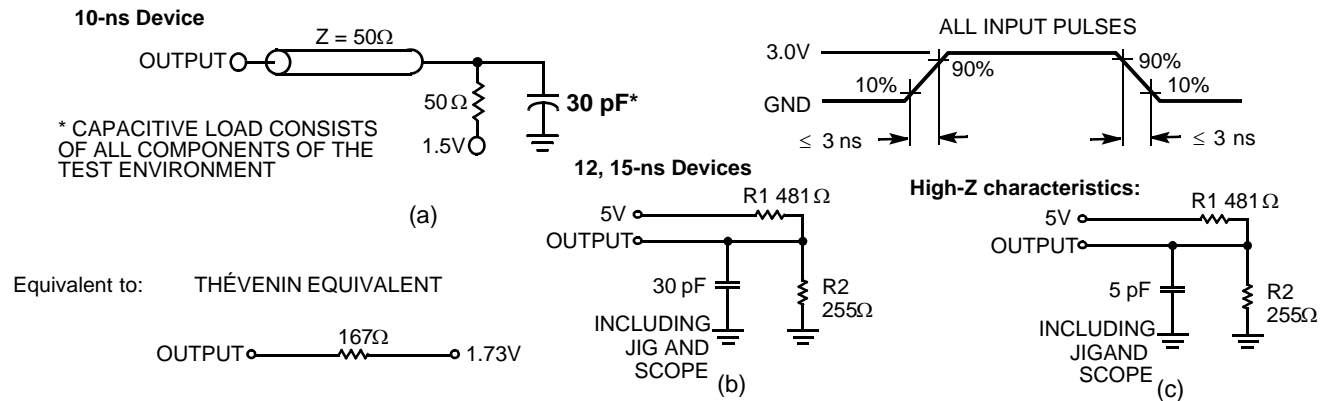 10-ns Device
Z = 50Ω
OUTPUT
50 Ω
30 pF*
1.5V
* CAPACITIVE LOAD CONSISTS
OF ALL COMPONENTS OF THE
TEST ENVIRONMENT
(a)
ALL INPUT PULSES
3.0V
90%
90%
10%
10%
GND
≤ 3 ns
≤ 3 ns
12, 15-ns Devices
R1 481Ω
5V
OUTPUT
30 pF
R2
255Ω
INCLUDING
JIG AND
SCOPE
(b)
High-Z characteristics:
R1 481Ω
5V
OUTPUT
5 pF
R2
255Ω
INCLUDING
JIGAND
SCOPE
(c)
Equivalent to: THÉVENIN EQUIVALENT
167Ω
OUTPUT
1.73V